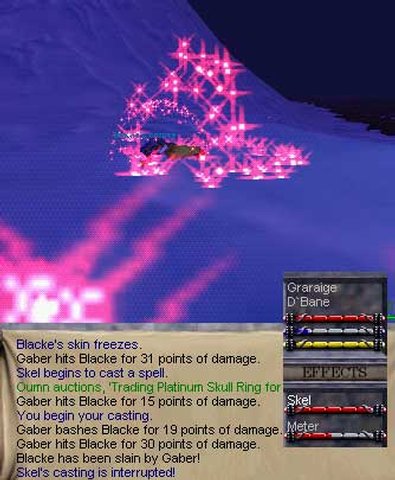 Graraige
D`Bane
EFFECTS
Skel
Meter
Blacke's skin freezes.
Gaber hits Blacke for 31 points of damage.
Skel begins to cast a spell.
Oumn auctions, 'Trading Platinum Skull Ring for
Gaber hits Blacke for 15 points of damage.
You begin your casting.
Gaber bashes Blacke for 19 points of damage.
Gaber hits Blacke for 30 points of damage.
Blacke has been slain by Gaber!
Skel's casting is interrupted!